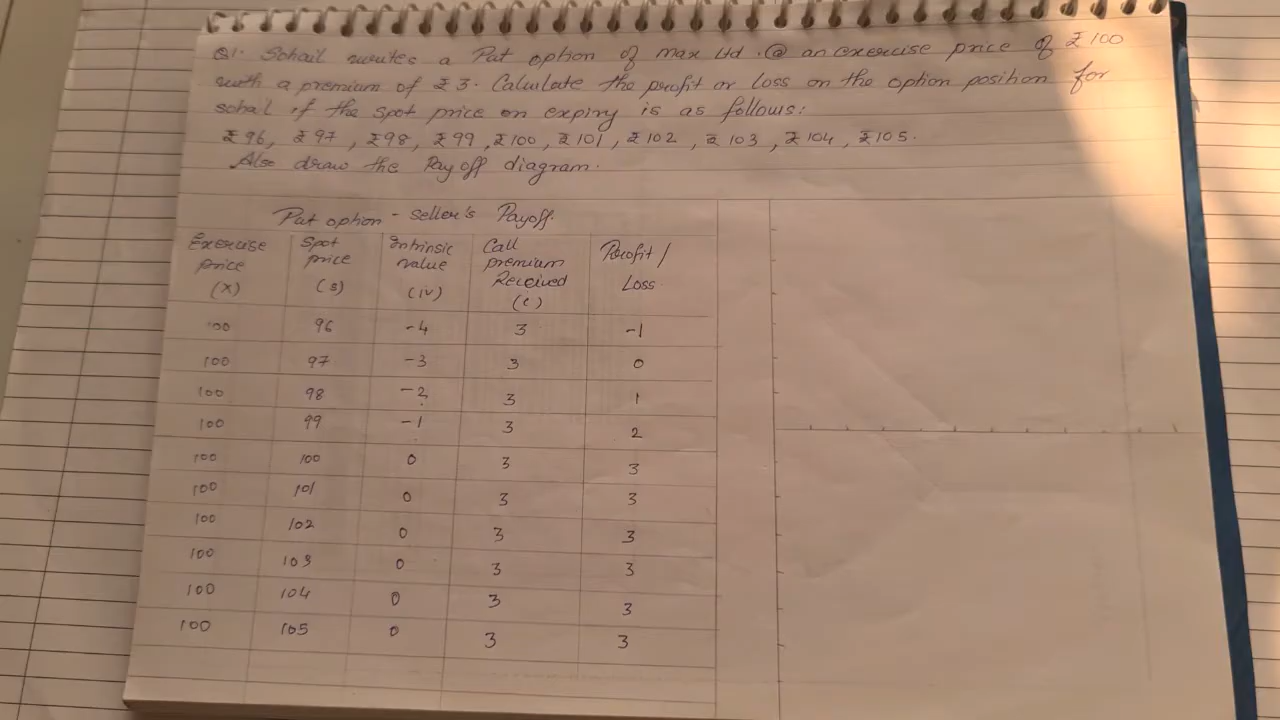 Q1. Sohail writes a Put option of Max Ltd. @ an exercise price of ₹100
with a premium of ₹3. Calculate the profit or loss on the option position for
sohal if the spot price on expiry is as follows:
₹96, ₹97, ₹98, ₹99, ₹100, ₹101, ₹102, ₹103, ₹104, ₹105.
Also draw the Payoff diagram.
Put option - seller's Payoff.
Exercise price (X) Spot price (S) Intrinsic value (iv) Call premium Received (c) Profit / Loss.
100 96 -4 3 -1
100 97 -3 3 0
100 98 -2 3 1
100 99 -1 3 2
100 100 0 3 3
100 101 0 3 3
100 102 0 3 3
100 103 0 3 3
100 104 0 3 3
100 105 0 3 3